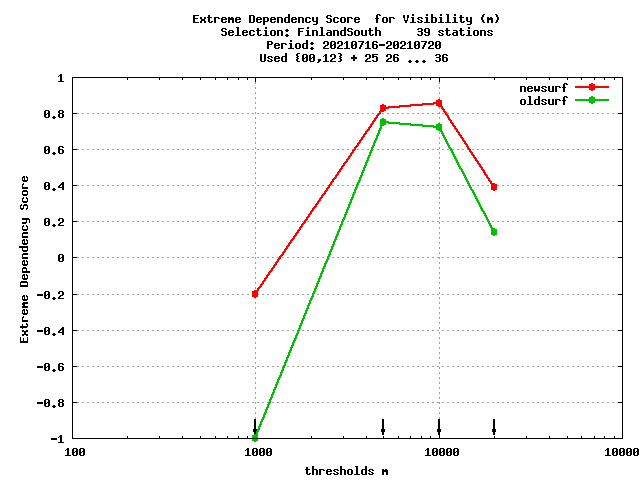 Extreme Dependency Score  for Visibility (m)
Selection: FinlandSouth     39 stations
Period: 20210716-20210720
Used {00,12} + 25 26 ... 36
newsurf
oldsurf
1
0.8
0.6
0.4
0.2
0
-0.2
-0.4
-0.6
-0.8
-1
Extreme Dependency Score
100 1000 10000 10000
thresholds m